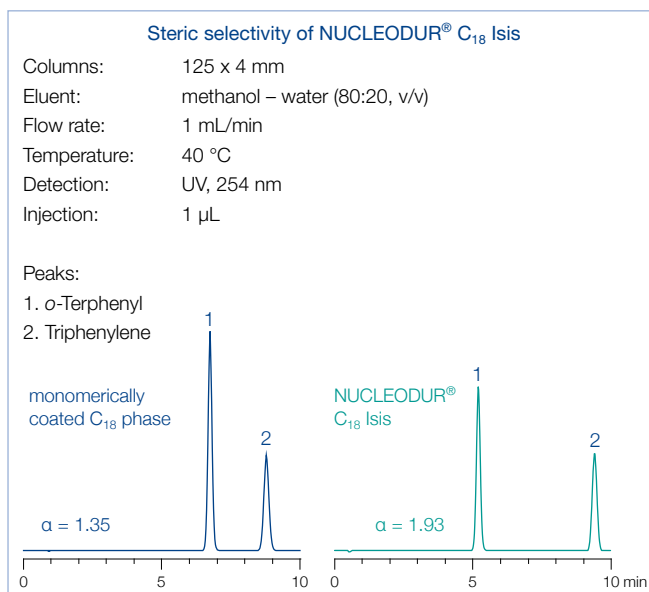 Steric selectivity of NUCLEODUR® C₁₈ Isis
Columns: 125 x 4 mm
Eluent: methanol – water (80:20, v/v)
Flow rate: 1 mL/min
Temperature: 40 °C
Detection: UV, 254 nm
Injection: 1 µL
Peaks:
1. o-Terphenyl
2. Triphenylene
monomerically
coated C₁₈ phase
1
2
α = 1.35
0 5 10
NUCLEODUR®
C₁₈ Isis
1
2
α = 1.93
0 5 10 min